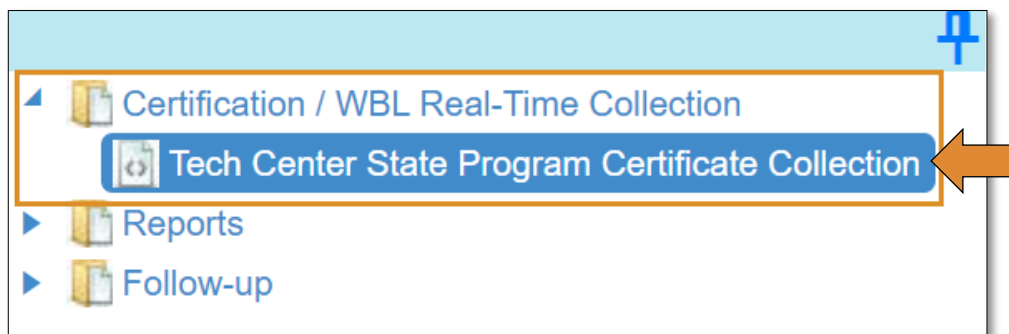 Certification / WBL Real-Time Collection
Tech Center State Program Certificate Collection
Reports
Follow-up